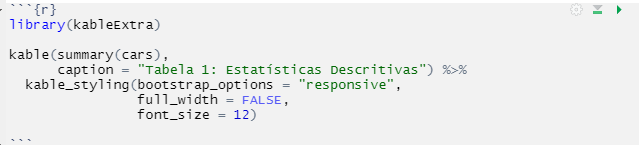 ```{r}
library(kableExtra)
kable(summary(cars),
caption = "Tabela 1: Estatísticas Descritivas") %>%
kable_styling(bootstrap_options = "responsive",
full_width = FALSE,
font_size = 12)
```